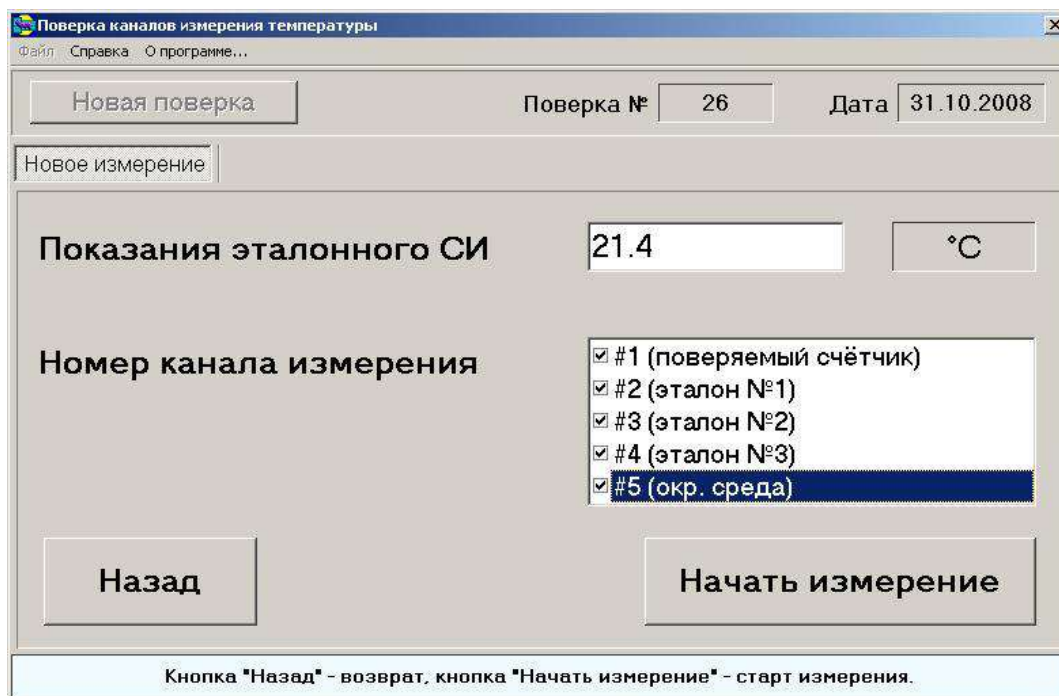 Поверка каналов измерения температуры
Файл Справка О программе...
Новая поверка Поверка № 26 Дата 31.10.2008
Новое измерение
Показания эталонного СИ 21.4 °C
Номер канала измерения
#1 (поверяемый счётчик)
#2 (эталон №1)
#3 (эталон №2)
#4 (эталон №3)
#5 (окр. среда)
Назад Начать измерение
Кнопка "Назад" - возврат, кнопка "Начать измерение" - старт измерения.